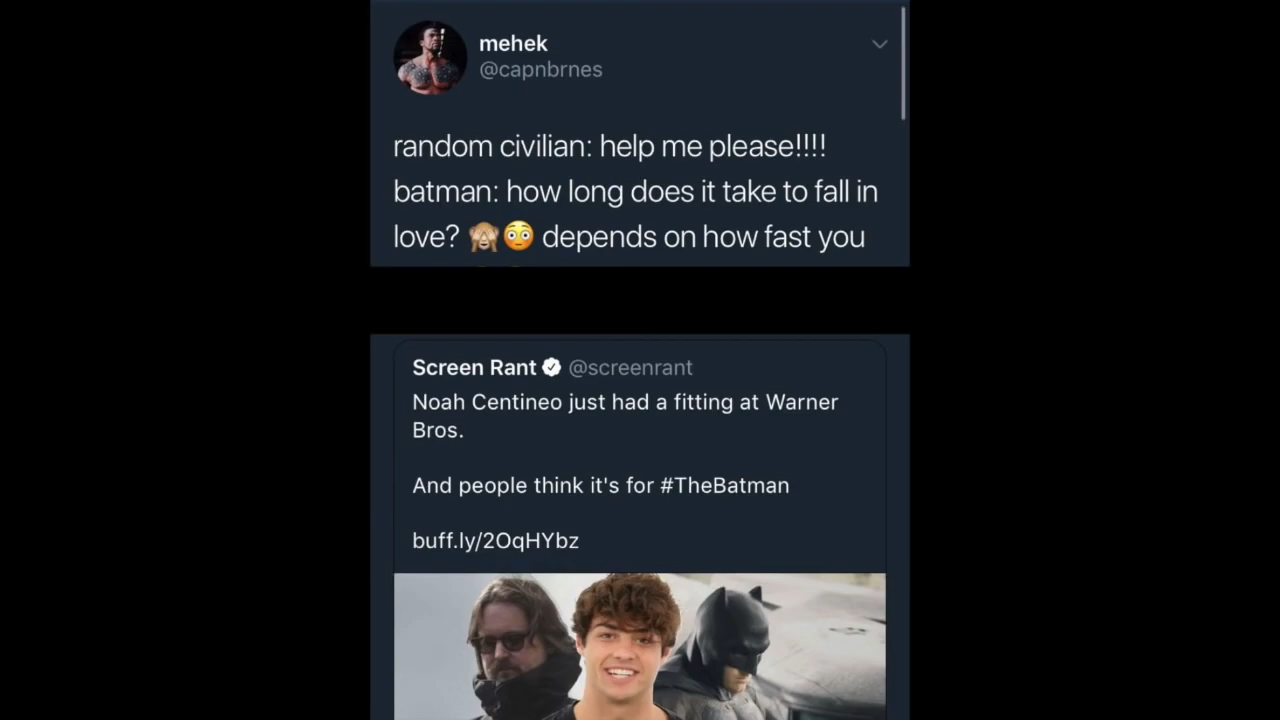 mehek
@capnbrnes
random civilian: help me please!!!!
batman: how long does it take to fall in
love? 🙈😳 depends on how fast you
Screen Rant @screenrant
Noah Centineo just had a fitting at Warner
Bros.
And people think it's for #TheBatman
buff.ly/2OqHYbz